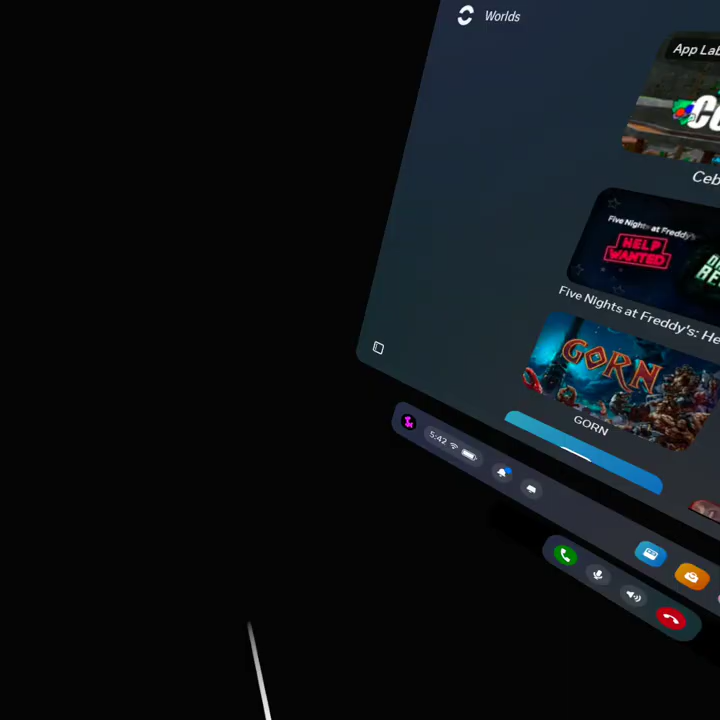 Worlds
App Lab
Ceb
Five Nights at Freddy's
HELP
WANTED
Five Nights at Freddy's: He
GORN
GORN
5:42